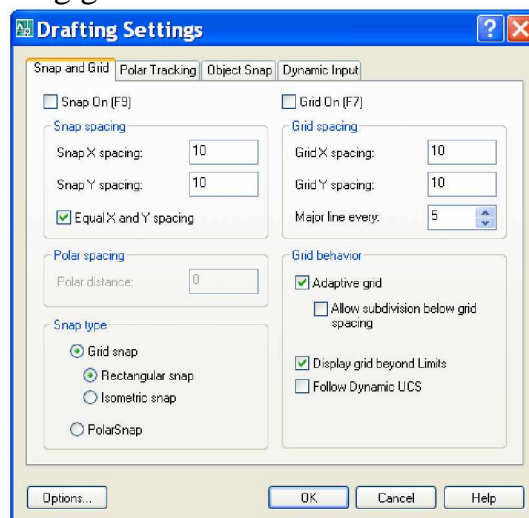 Drafting Settings
Snap and Grid Polar Tracking Object Snap Dynamic Input
Snap On (F9)
Snap spacing
Snap X spacing: 10
Snap Y spacing: 10
Equal X and Y spacing
Polar spacing
Polar distance: 0
Snap type
Grid snap
Rectangular snap
Isometric snap
PolarSnap
Grid On (F7)
Grid spacing
Grid X spacing: 10
Grid Y spacing: 10
Major line every: 5
Grid behavior
Adaptive grid
Allow subdivision below grid
spacing
Display grid beyond Limits
Follow Dynamic UCS
Options... OK Cancel Help